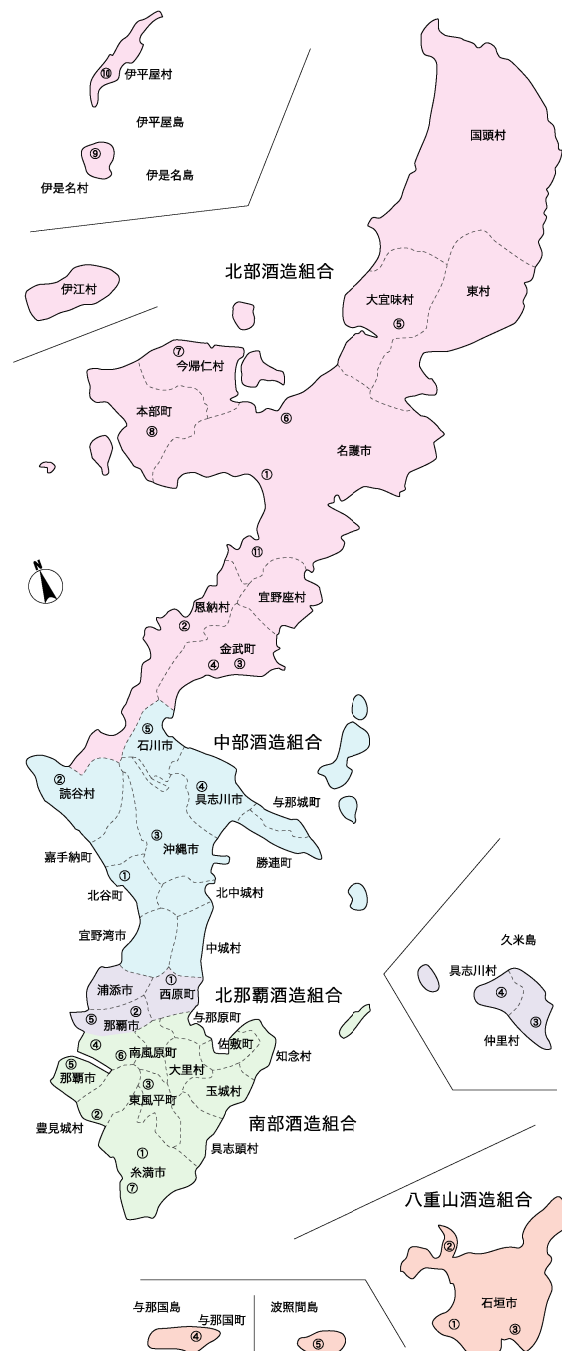 ⑩
伊平屋村
伊平屋島
⑨
伊是名村
伊是名島
国頭村
北部酒造組合
伊江村
大宜味村
東村
⑤
⑦
今帰仁村
本部町
⑧
⑥
名護市
①
⑪
N
恩納村
宜野座村
②
金武町
④
③
⑤
石川市
中部酒造組合
②
読谷村
④
具志川市
与那城町
③
沖縄市
嘉手納町
勝連町
①
北谷町
北中城村
宜野湾市
中城村
久米島
具志川村
④
③
仲里村
①
浦添市
西原町
北那覇酒造組合
②
⑤
那覇市
与那原町
④
⑥
南風原町
佐敷町
知念村
⑤
大里村
那覇市
③
玉城村
東風平町
②
豊見城村
南部酒造組合
①
具志頭村
糸満市
⑦
八重山酒造組合
②
石垣市
①
③
与那国島
与那国町
④
波照間島
⑤